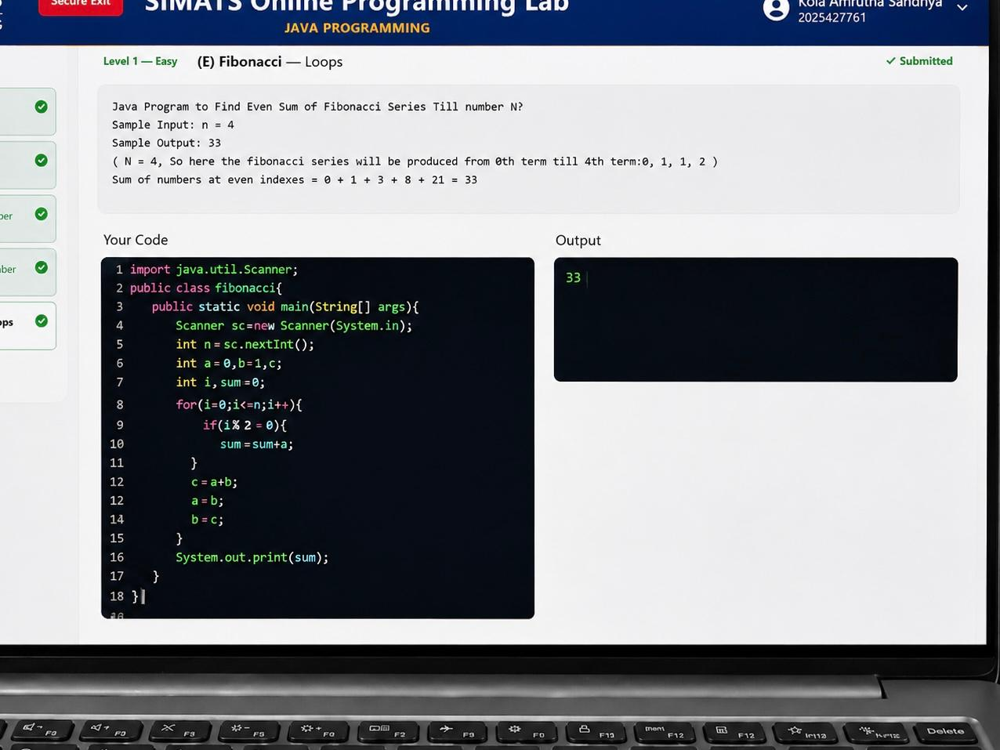 Secure Exit
SIMATS Online Programming Lab
JAVA PROGRAMMING
Kola Amrutha Sandhya
2025427761
Level 1 — Easy
(E) Fibonacci — Loops
✓ Submitted
Java Program to Find Even Sum of Fibonacci Series Till number N?
Sample Input: n = 4
Sample Output: 33
( N = 4, So here the fibonacci series will be produced from 0th term till 4th term:0, 1, 1, 2 )
Sum of numbers at even indexes = 0 + 1 + 3 + 8 + 21 = 33
Your Code
1 import java.util.Scanner;
2 public class fibonacci{
3 public static void main(String[] args){
4 Scanner sc=new Scanner(System.in);
5 int n=sc.nextInt();
6 int a=0,b=1,c;
7 int i,sum=0;
8 for(i=0;i<=n;i++){
9 if(i%2=0){
10 sum=sum+a;
11 }
12 c=a+b;
12 a=b;
14 b=c;
15 }
16 System.out.print(sum);
17 }
18 }
Output
33
F3
F5
F2
F9
F12
F12
Delete